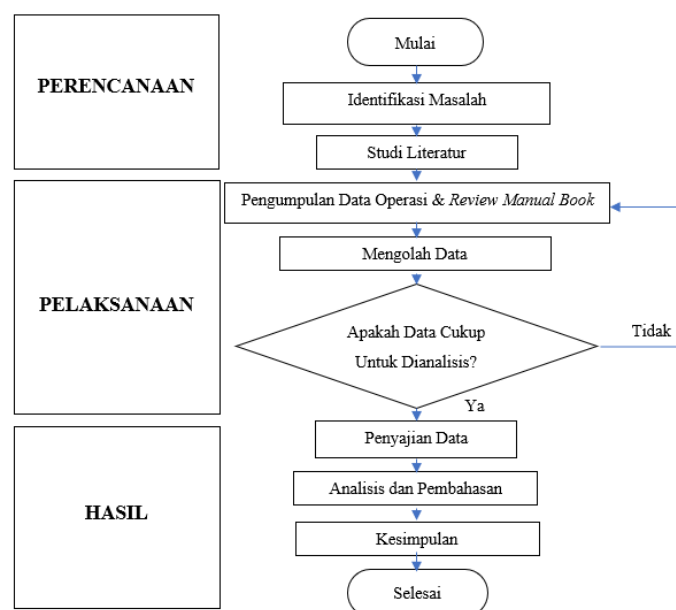 PERENCANAAN
Mulai
Identifikasi Masalah
Studi Literatur
PELAKSANAAN
Pengumpulan Data Operasi & Review Manual Book
Mengolah Data
Apakah Data Cukup
Untuk Dianalisis?
Tidak
Ya
HASIL
Penyajian Data
Analisis dan Pembahasan
Kesimpulan
Selesai